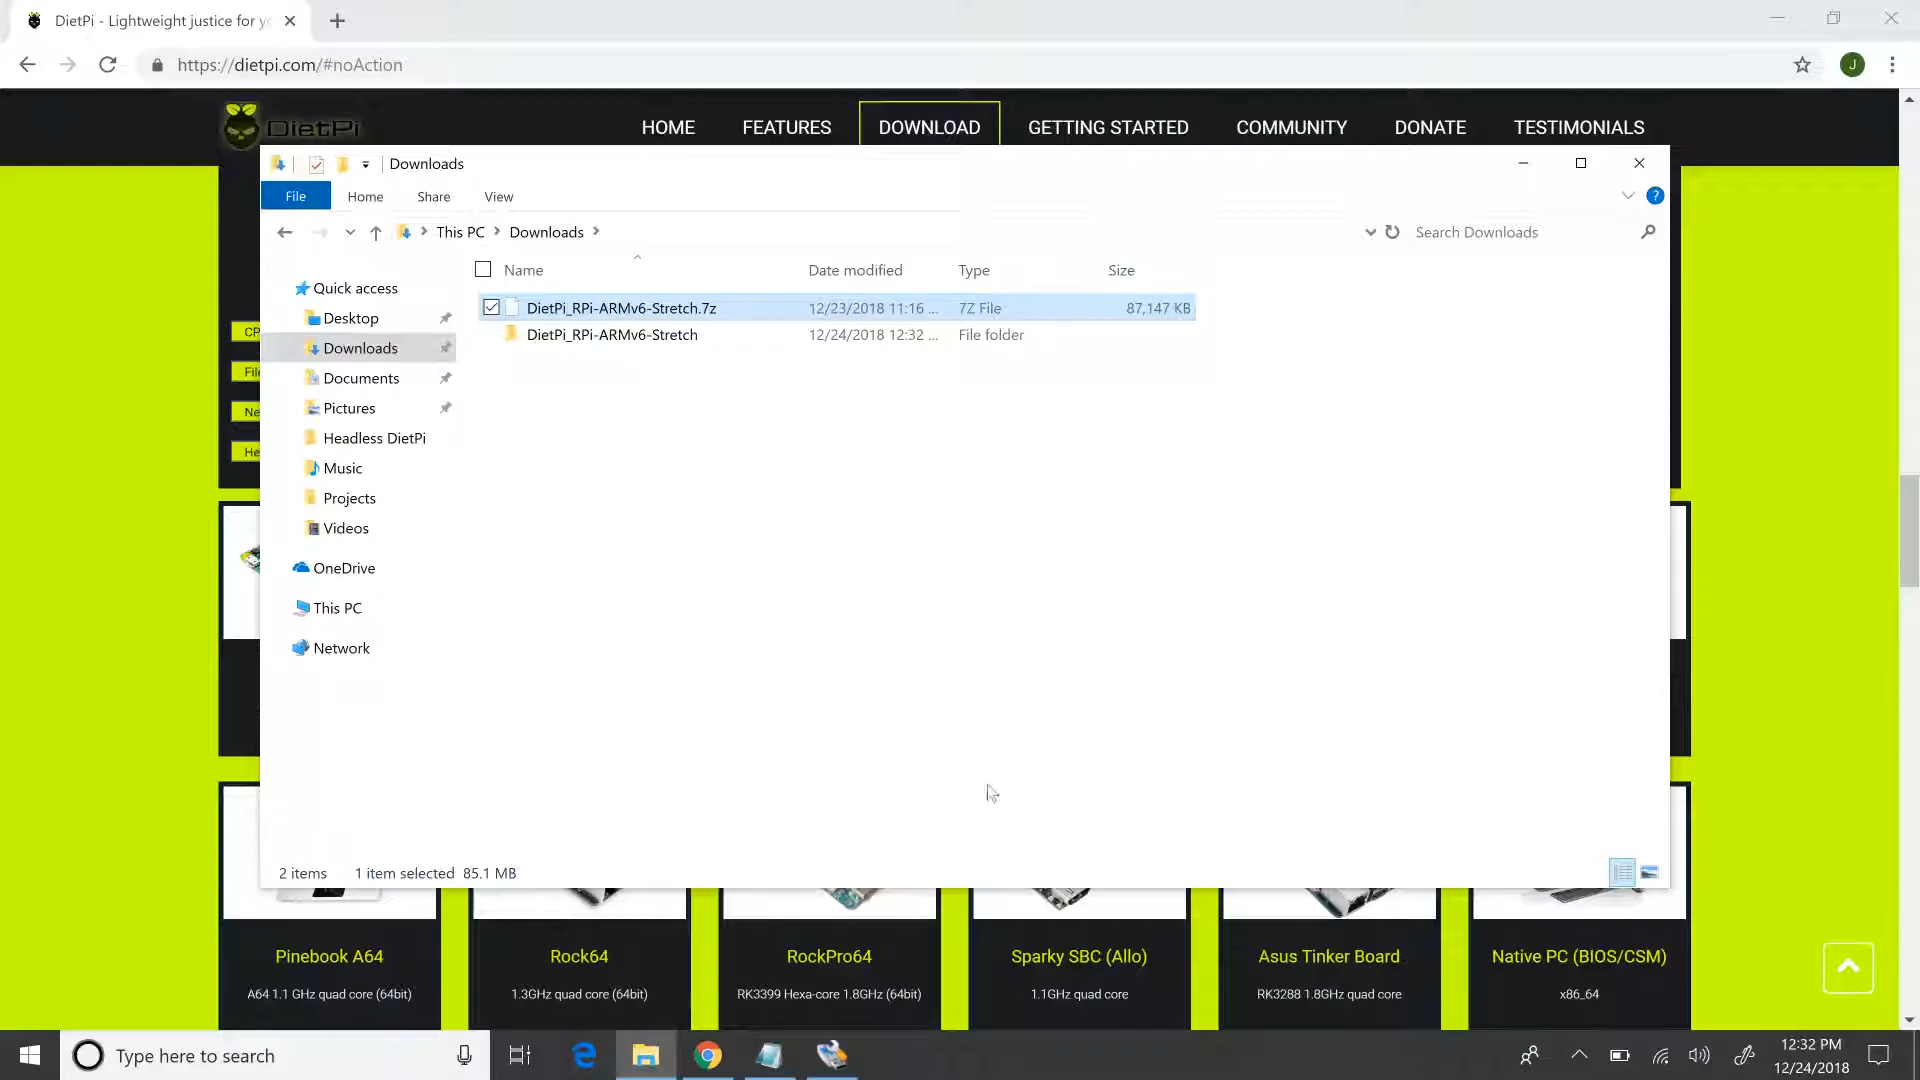 DietPi - Lightweight justice for yo
https://dietpi.com/#noAction
J
DietPi
HOME FEATURES DOWNLOAD GETTING STARTED COMMUNITY DONATE TESTIMONIALS
Downloads
File Home Share View
?
This PC Downloads
Search Downloads
Name Date modified Type Size
DietPi_RPi-ARMv6-Stretch.7z 12/23/2018 11:16 ... 7Z File 87,147 KB
DietPi_RPi-ARMv6-Stretch 12/24/2018 12:32 ... File folder
Quick access
Desktop
Downloads
Documents
Pictures
Headless DietPi
Music
Projects
Videos
OneDrive
This PC
Network
CP
File
Ne
He
2 items 1 item selected 85.1 MB
Pinebook A64
A64 1.1 GHz quad core (64bit)
Rock64
1.3GHz quad core (64bit)
RockPro64
RK3399 Hexa-core 1.8GHz (64bit)
Sparky SBC (Allo)
1.1GHz quad core
Asus Tinker Board
RK3288 1.8GHz quad core
Native PC (BIOS/CSM)
x86_64
Type here to search
12:32 PM
12/24/2018